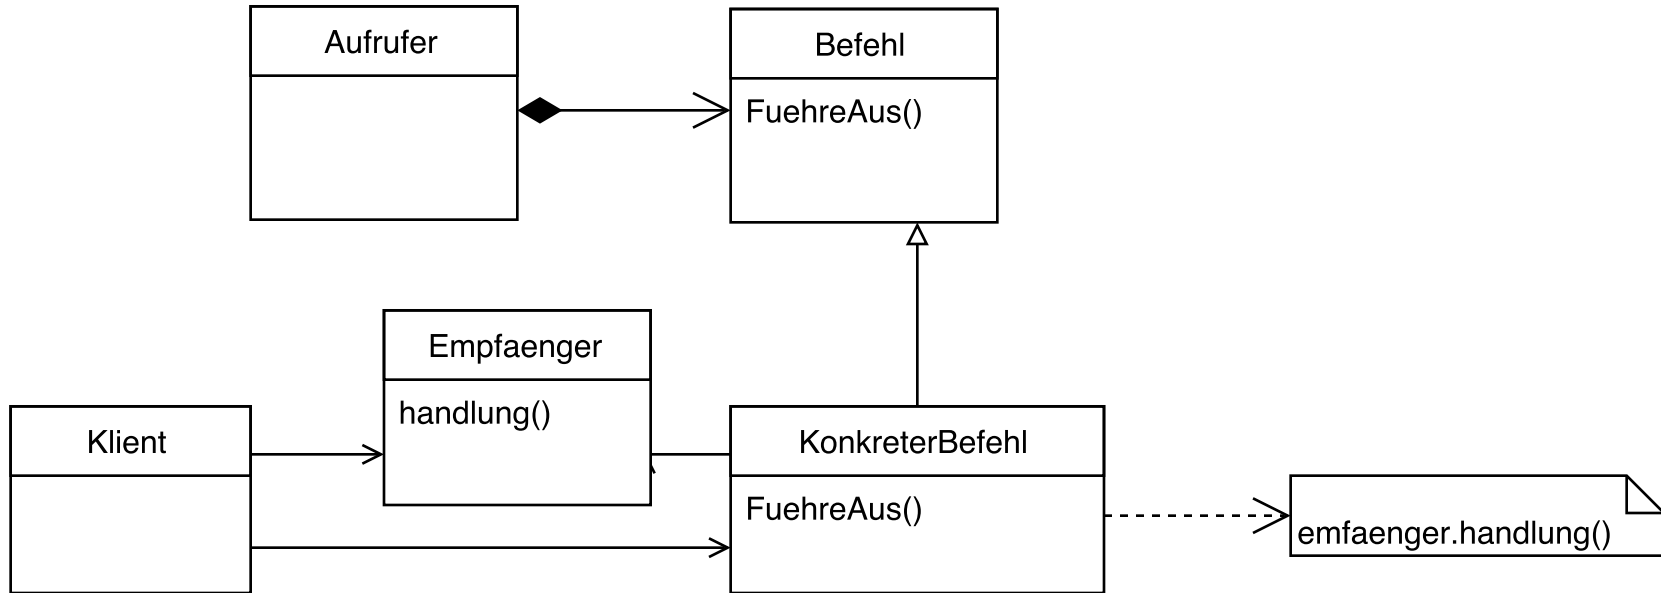 Aufrufer
Befehl
FuehreAus()
Empfaenger
handlung()
Klient
KonkreterBefehl
FuehreAus()
emfaenger.handlung()